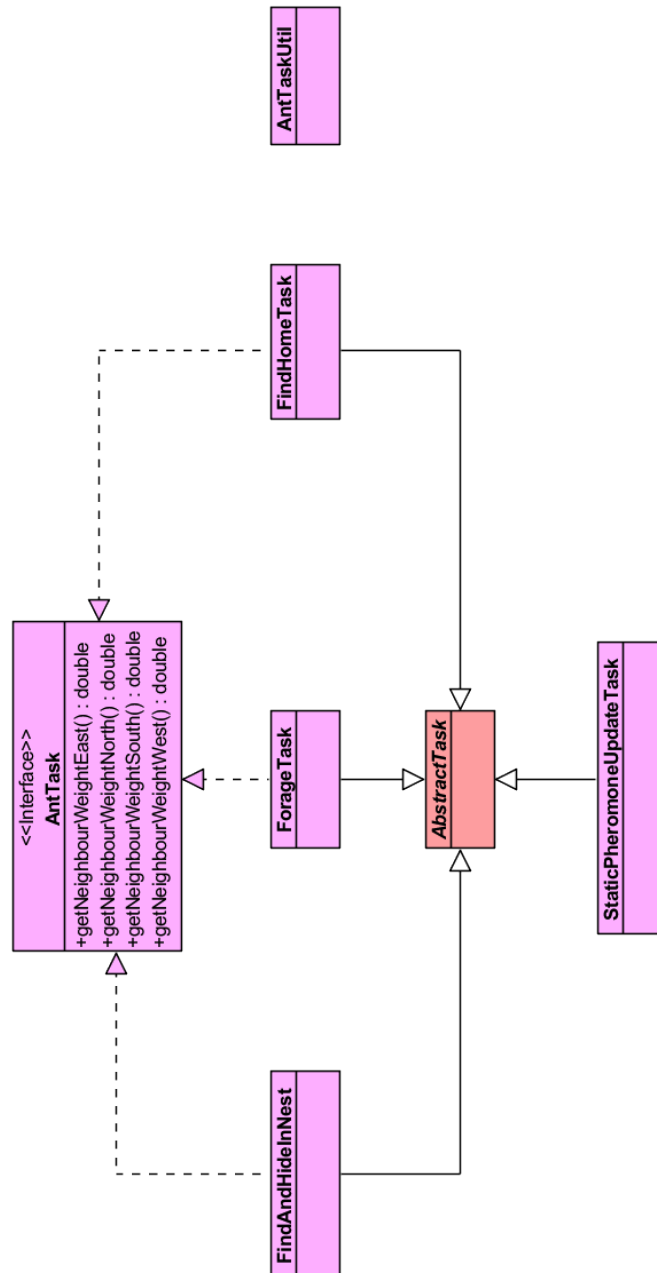 <<Interface>>
AntTask
+getNeighbourWeightEast() : double
+getNeighbourWeightNorth() : double
+getNeighbourWeightSouth() : double
+getNeighbourWeightWest() : double
FindAndHideInNest
ForageTask
FindHomeTask
AntTaskUtil
AbstractTask
StaticPheromoneUpdateTask